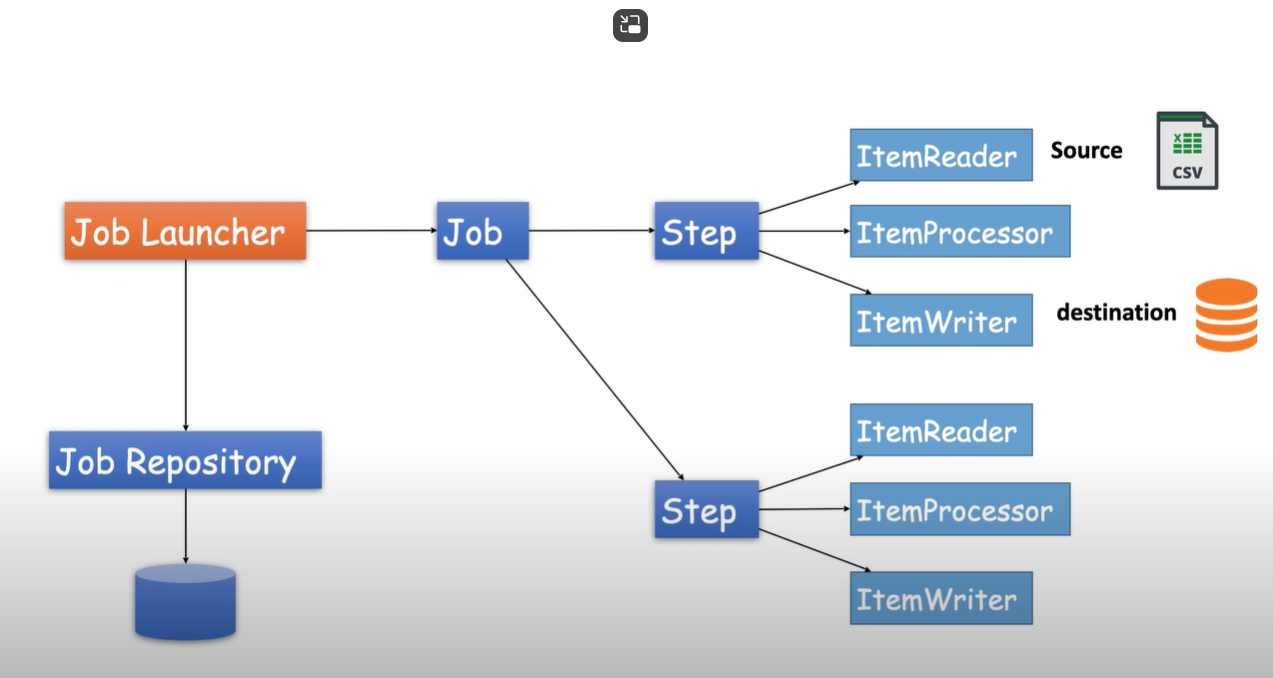 ItemReader
Source
CSV
Job Launcher
Job
Step
ItemProcessor
ItemWriter
destination
ItemReader
Job Repository
Step
ItemProcessor
ItemWriter